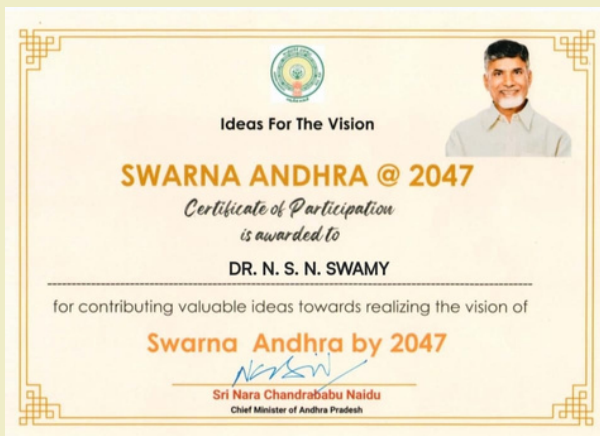 Ideas For The Vision
SWARNA ANDHRA @ 2047
Certificate of Participation
is awarded to
DR. N. S. N. SWAMY
for contributing valuable ideas towards realizing the vision of
Swarna Andhra by 2047
Sri Nara Chandrababu Naidu
Chief Minister of Andhra Pradesh